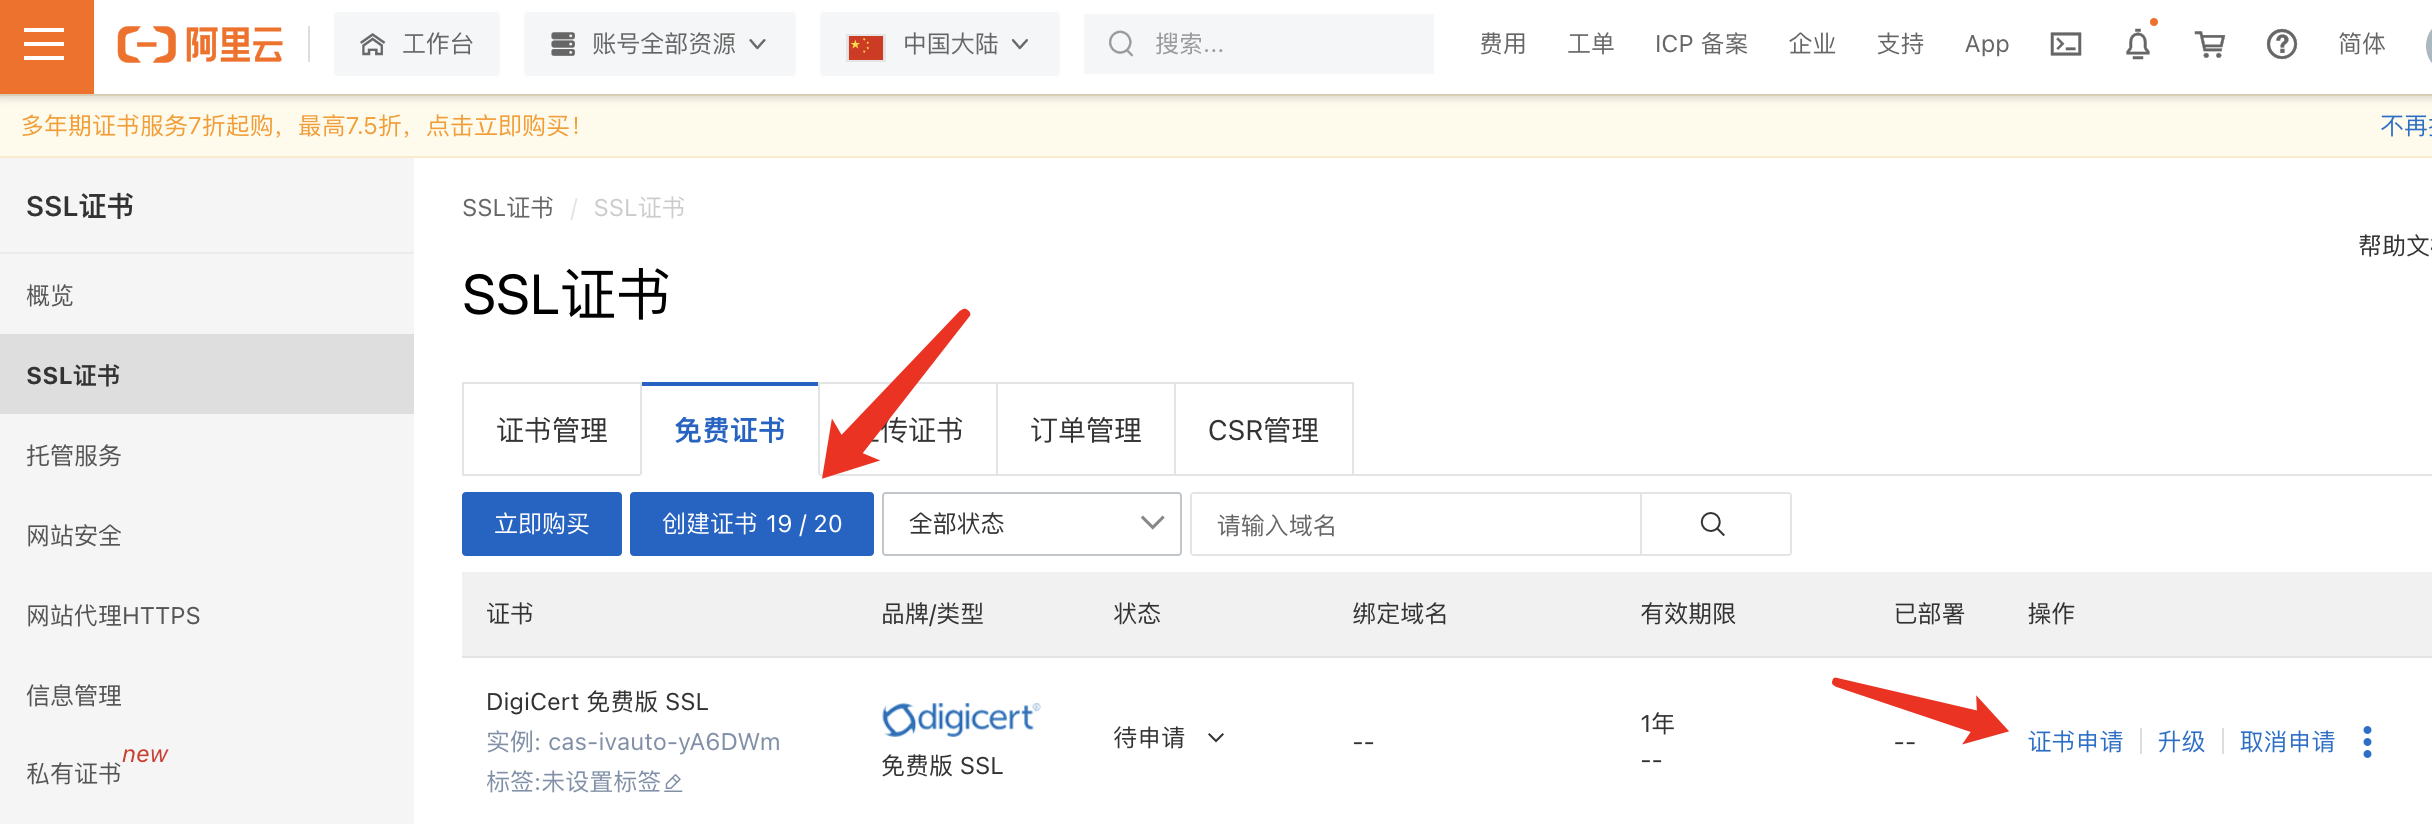 阿里云 工作台 账号全部资源 中国大陆 搜索... 费用 工单 ICP 备案 企业 支持 App 简体
多年期证书服务7折起购，最高7.5折，点击立即购买！ 不再
SSL证书
概览
SSL证书
托管服务
网站安全
网站代理HTTPS
信息管理
私有证书 new
SSL证书 / SSL证书
帮助文
SSL证书
证书管理 免费证书 传证书 订单管理 CSR管理
立即购买 创建证书 19 / 20 全部状态 请输入域名
证书 品牌/类型 状态 绑定域名 有效期限 已部署 操作
DigiCert 免费版 SSL
实例: cas-ivauto-yA6DWm
标签:未设置标签
digicert®
免费版 SSL
待申请
--
1年
--
--
证书申请 升级 取消申请